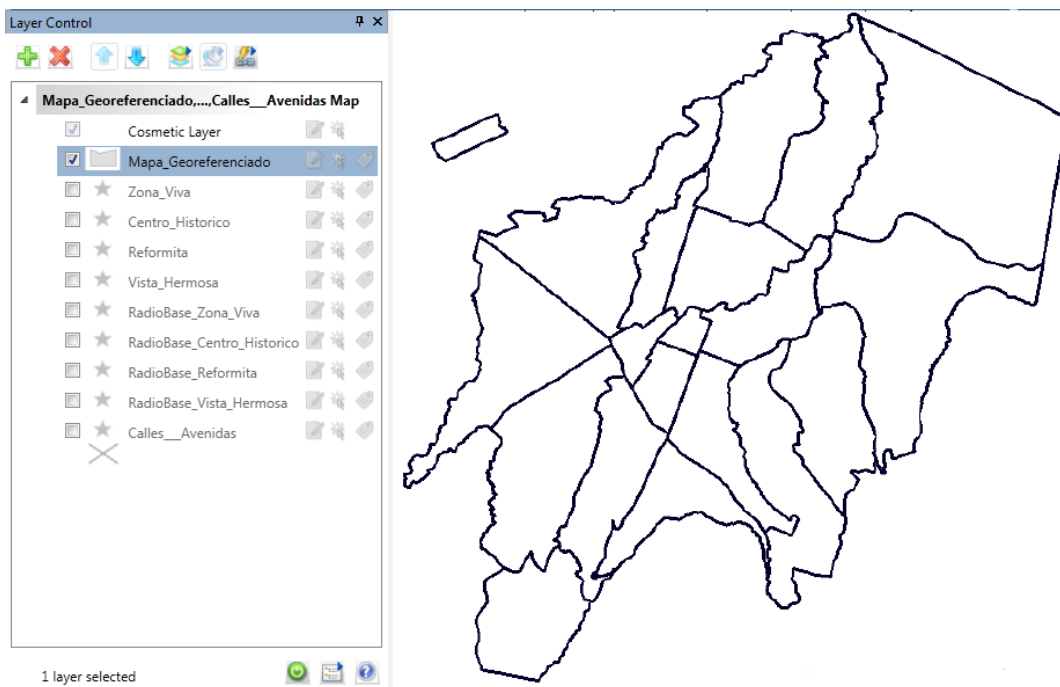 Layer Control
Mapa_Georeferenciado,...,Calles__Avenidas Map
Cosmetic Layer
Mapa_Georeferenciado
Zona_Viva
Centro_Historico
Reformita
Vista_Hermosa
RadioBase_Zona_Viva
RadioBase_Centro_Historico
RadioBase_Reformita
RadioBase_Vista_Hermosa
Calles__Avenidas
1 layer selected